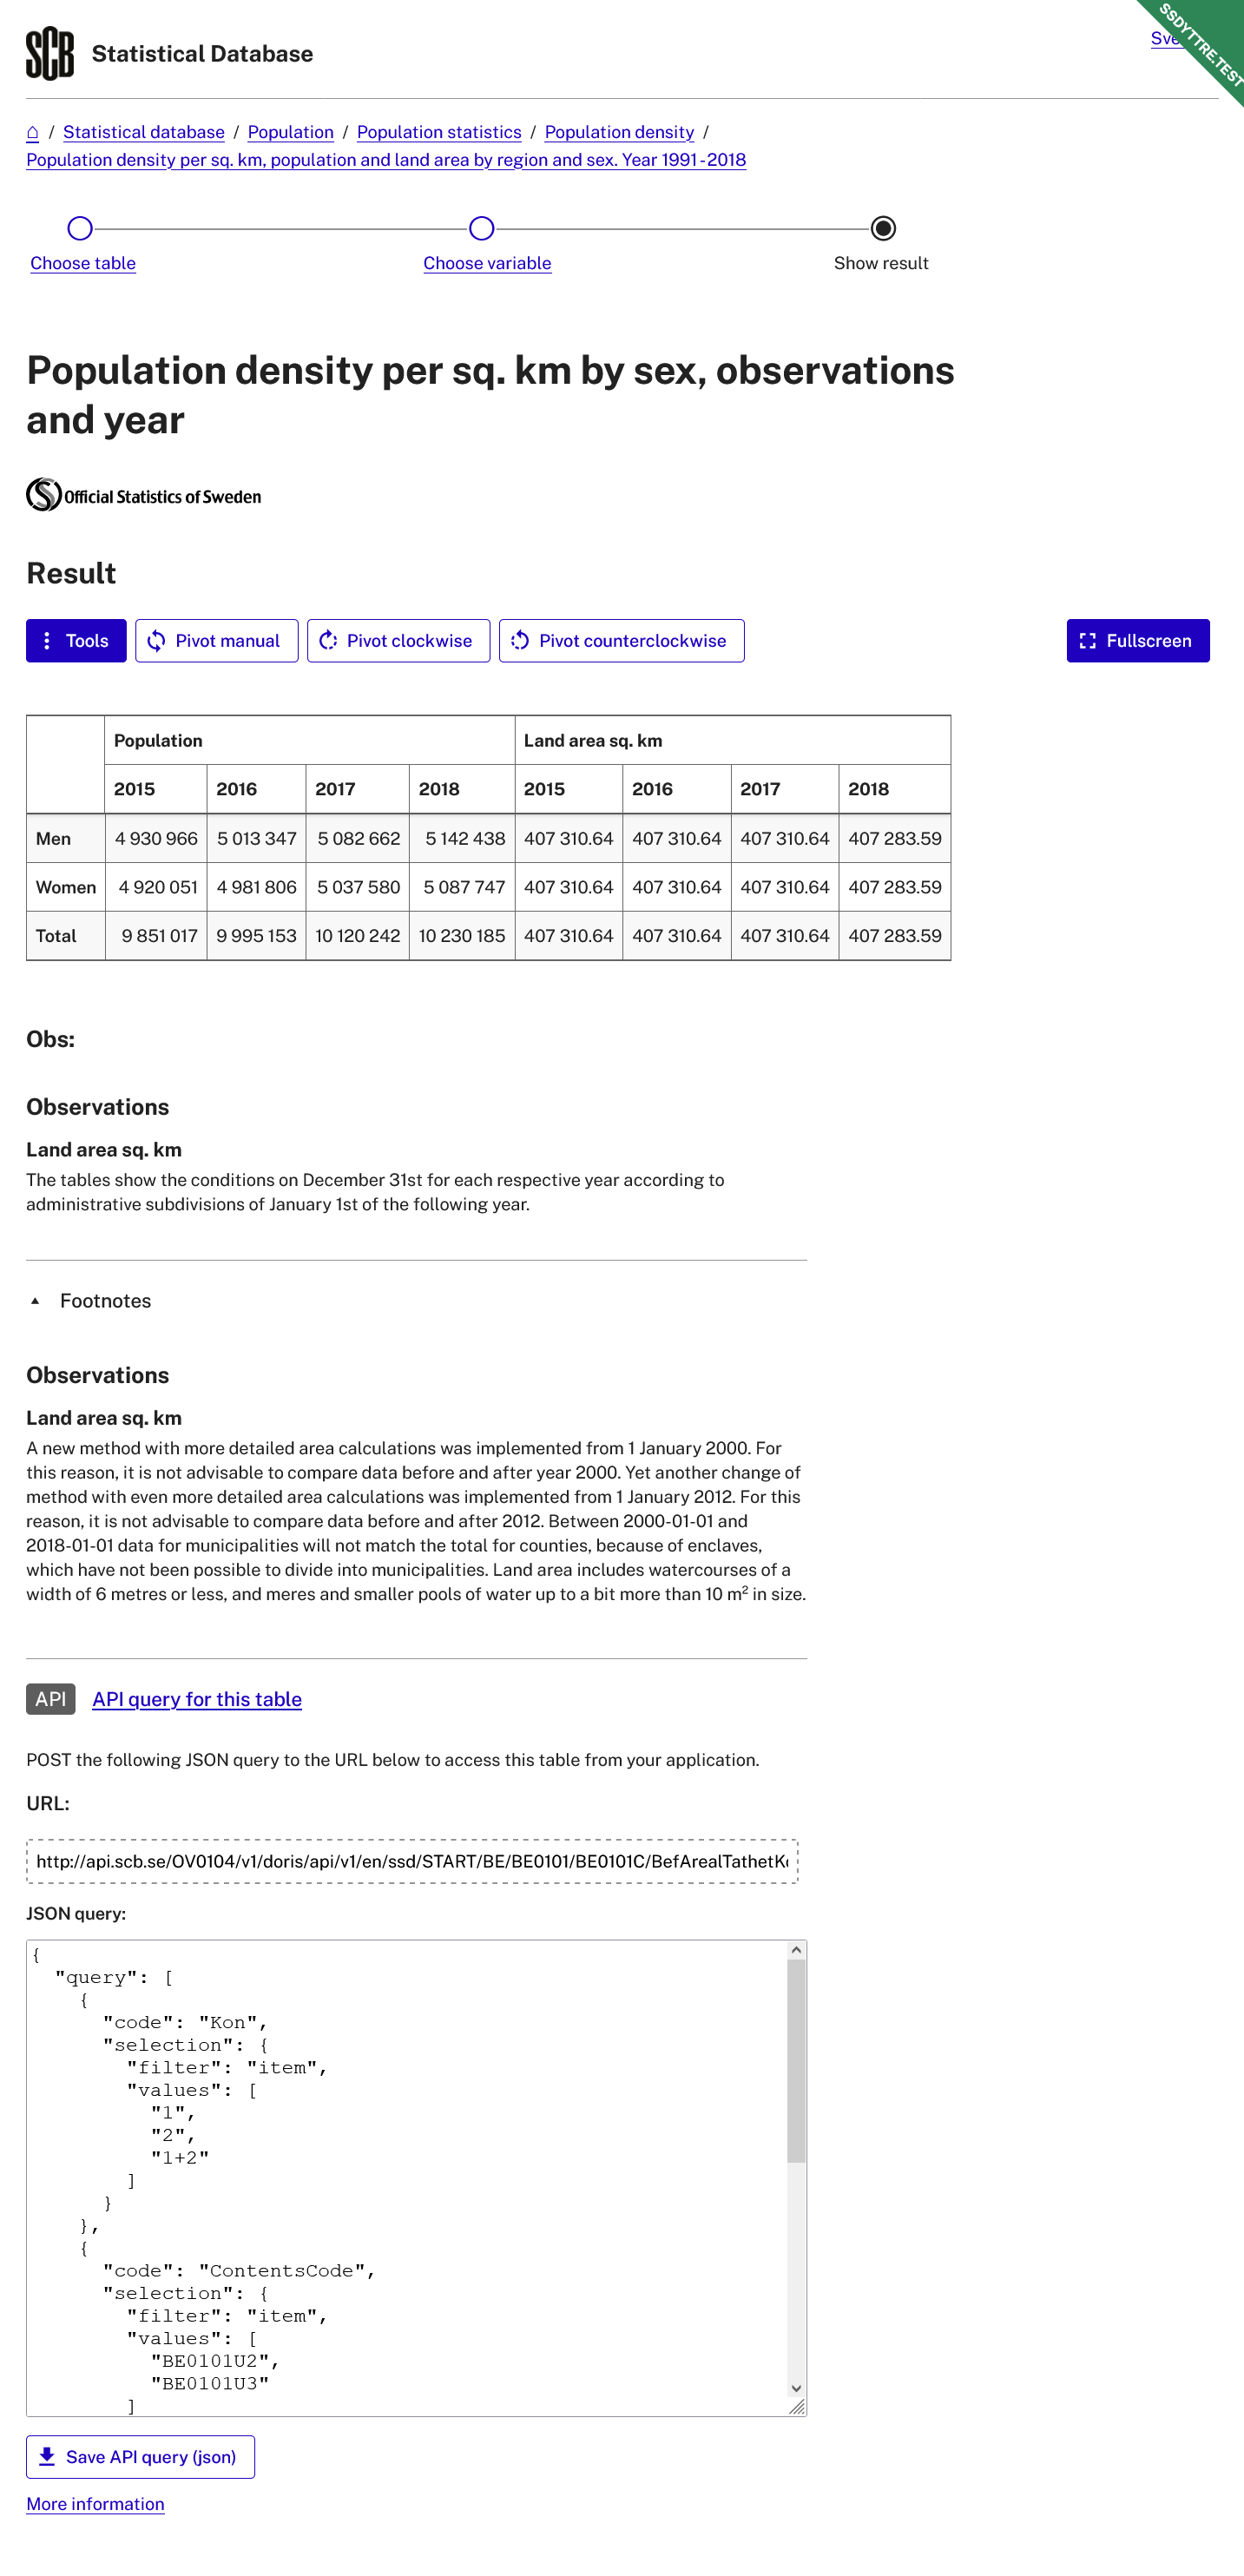 SCB Statistical Database
SSDYTTRE.TEST
⌂ / Statistical database / Population / Population statistics / Population density /
Population density per sq. km, population and land area by region and sex. Year 1991 - 2018
Choose table Choose variable Show result
Population density per sq. km by sex, observations
and year
Official Statistics of Sweden
Result
Tools Pivot manual Pivot clockwise Pivot counterclockwise Fullscreen
Population Land area sq. km
2015 2016 2017 2018 2015 2016 2017 2018
Men 4 930 966 5 013 347 5 082 662 5 142 438 407 310.64 407 310.64 407 310.64 407 283.59
Women 4 920 051 4 981 806 5 037 580 5 087 747 407 310.64 407 310.64 407 310.64 407 283.59
Total 9 851 017 9 995 153 10 120 242 10 230 185 407 310.64 407 310.64 407 310.64 407 283.59
Obs:
Observations
Land area sq. km
The tables show the conditions on December 31st for each respective year according to
administrative subdivisions of January 1st of the following year.
Footnotes
Observations
Land area sq. km
A new method with more detailed area calculations was implemented from 1 January 2000. For
this reason, it is not advisable to compare data before and after year 2000. Yet another change of
method with even more detailed area calculations was implemented from 1 January 2012. For this
reason, it is not advisable to compare data before and after 2012. Between 2000-01-01 and
2018-01-01 data for municipalities will not match the total for counties, because of enclaves,
which have not been possible to divide into municipalities. Land area includes watercourses of a
width of 6 metres or less, and meres and smaller pools of water up to a bit more than 10 m² in size.
API API query for this table
POST the following JSON query to the URL below to access this table from your application.
URL:
http://api.scb.se/OV0104/v1/doris/api/v1/en/ssd/START/BE/BE0101/BE0101C/BefArealTathetK
JSON query:
{
"query": [
{
"code": "Kon",
"selection": {
"filter": "item",
"values": [
"1",
"2",
"1+2"
]
}
},
{
"code": "ContentsCode",
"selection": {
"filter": "item",
"values": [
"BE0101U2",
"BE0101U3"
]
Save API query (json)
More information